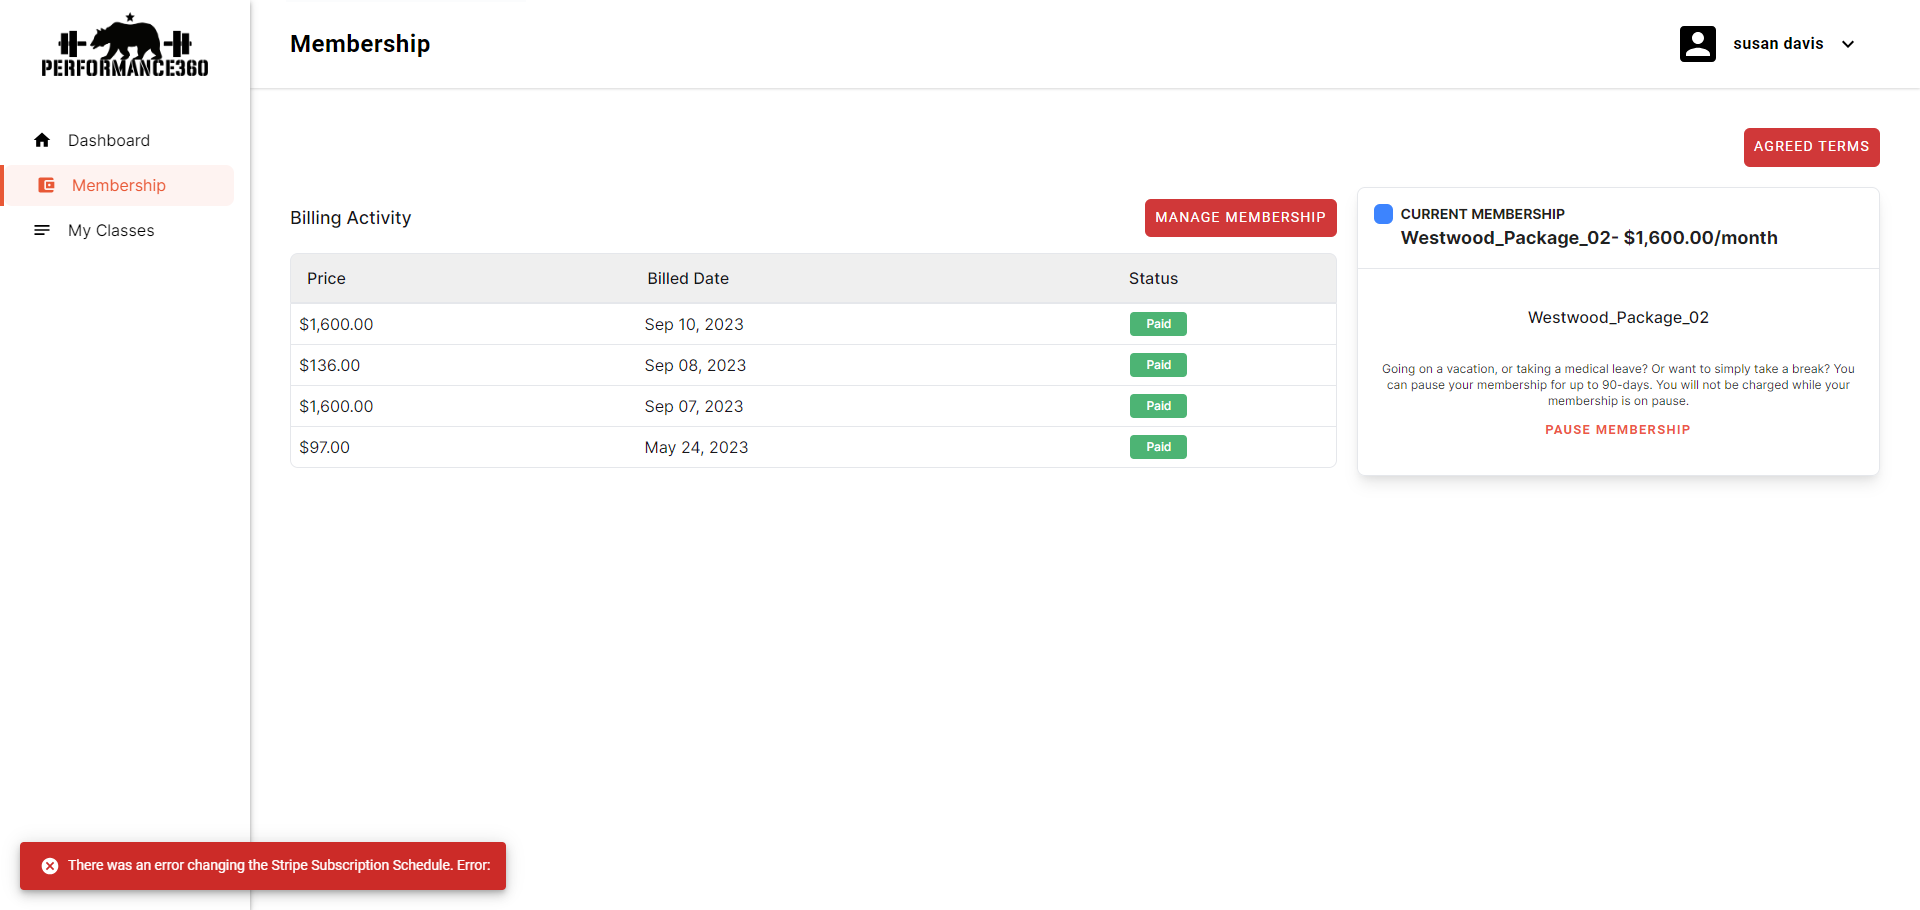 PERFORMANCE360
Membership
susan davis
Dashboard
Membership
My Classes
AGREED TERMS
Billing Activity
MANAGE MEMBERSHIP
Price Billed Date Status
$1,600.00 Sep 10, 2023 Paid
$136.00 Sep 08, 2023 Paid
$1,600.00 Sep 07, 2023 Paid
$97.00 May 24, 2023 Paid
CURRENT MEMBERSHIP
Westwood_Package_02- $1,600.00/month
Westwood_Package_02
Going on a vacation, or taking a medical leave? Or want to simply take a break? You
can pause your membership for up to 90-days. You will not be charged while your
membership is on pause.
PAUSE MEMBERSHIP
There was an error changing the Stripe Subscription Schedule. Error: